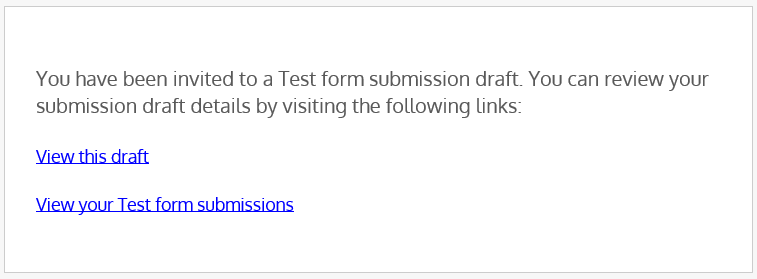 You have been invited to a Test form submission draft. You can review your
submission draft details by visiting the following links:
View this draft
View your Test form submissions